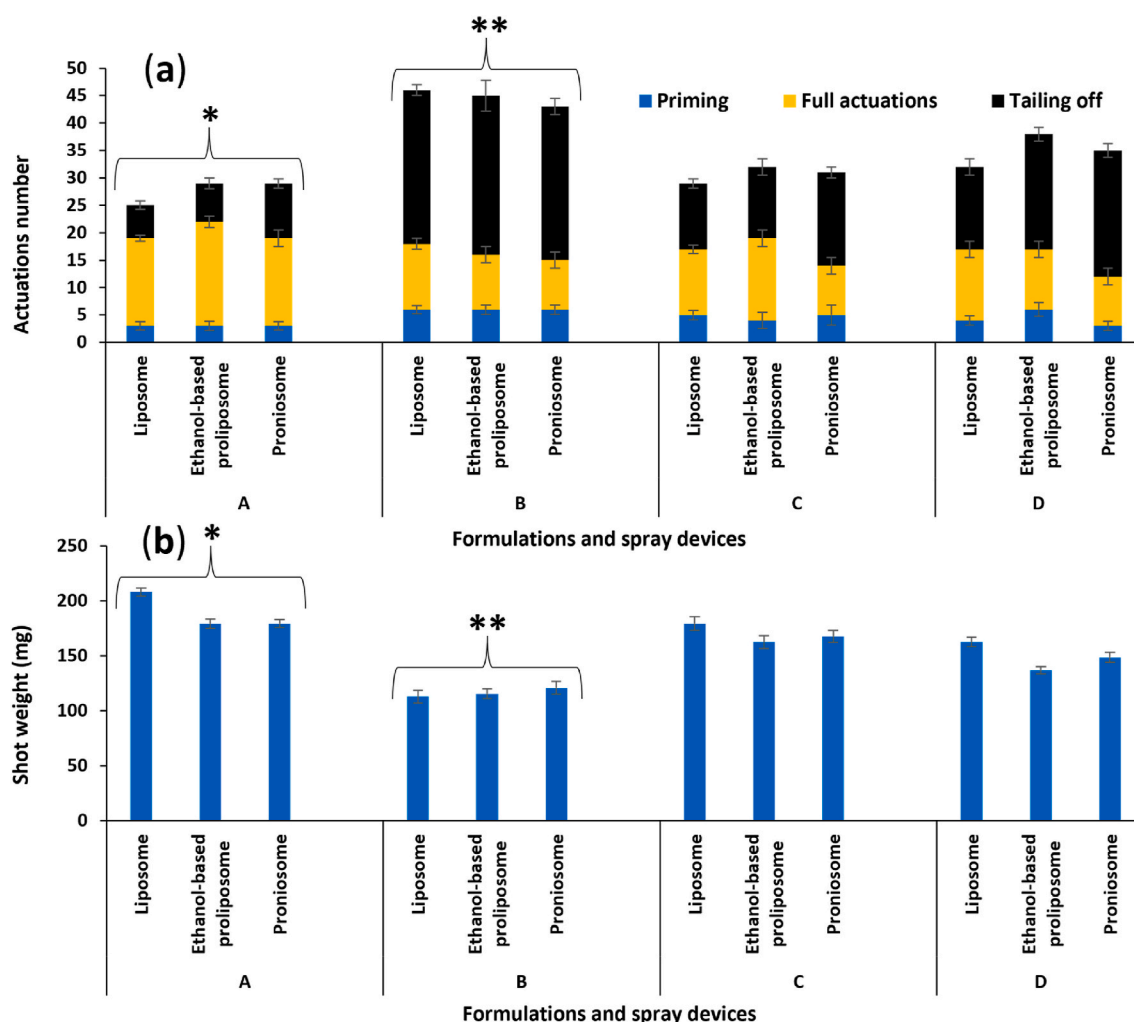 (a)
**
*
Priming Full actuations Tailing off
Actuations number
50
45
40
35
30
25
20
15
10
5
0
Liposome
Ethanol-based
proliposome
Proniosome
Liposome
Ethanol-based
proliposome
Proniosome
Liposome
Ethanol-based
proliposome
Proniosome
Liposome
Ethanol-based
proliposome
Proniosome
A B C D
Formulations and spray devices
(b)
*
**
Shot weight (mg)
250
200
150
100
50
0
Liposome
Ethanol-based
proliposome
Proniosome
Liposome
Ethanol-based
proliposome
Proniosome
Liposome
Ethanol-based
proliposome
Proniosome
Liposome
Ethanol-based
proliposome
Proniosome
A B C D
Formulations and spray devices